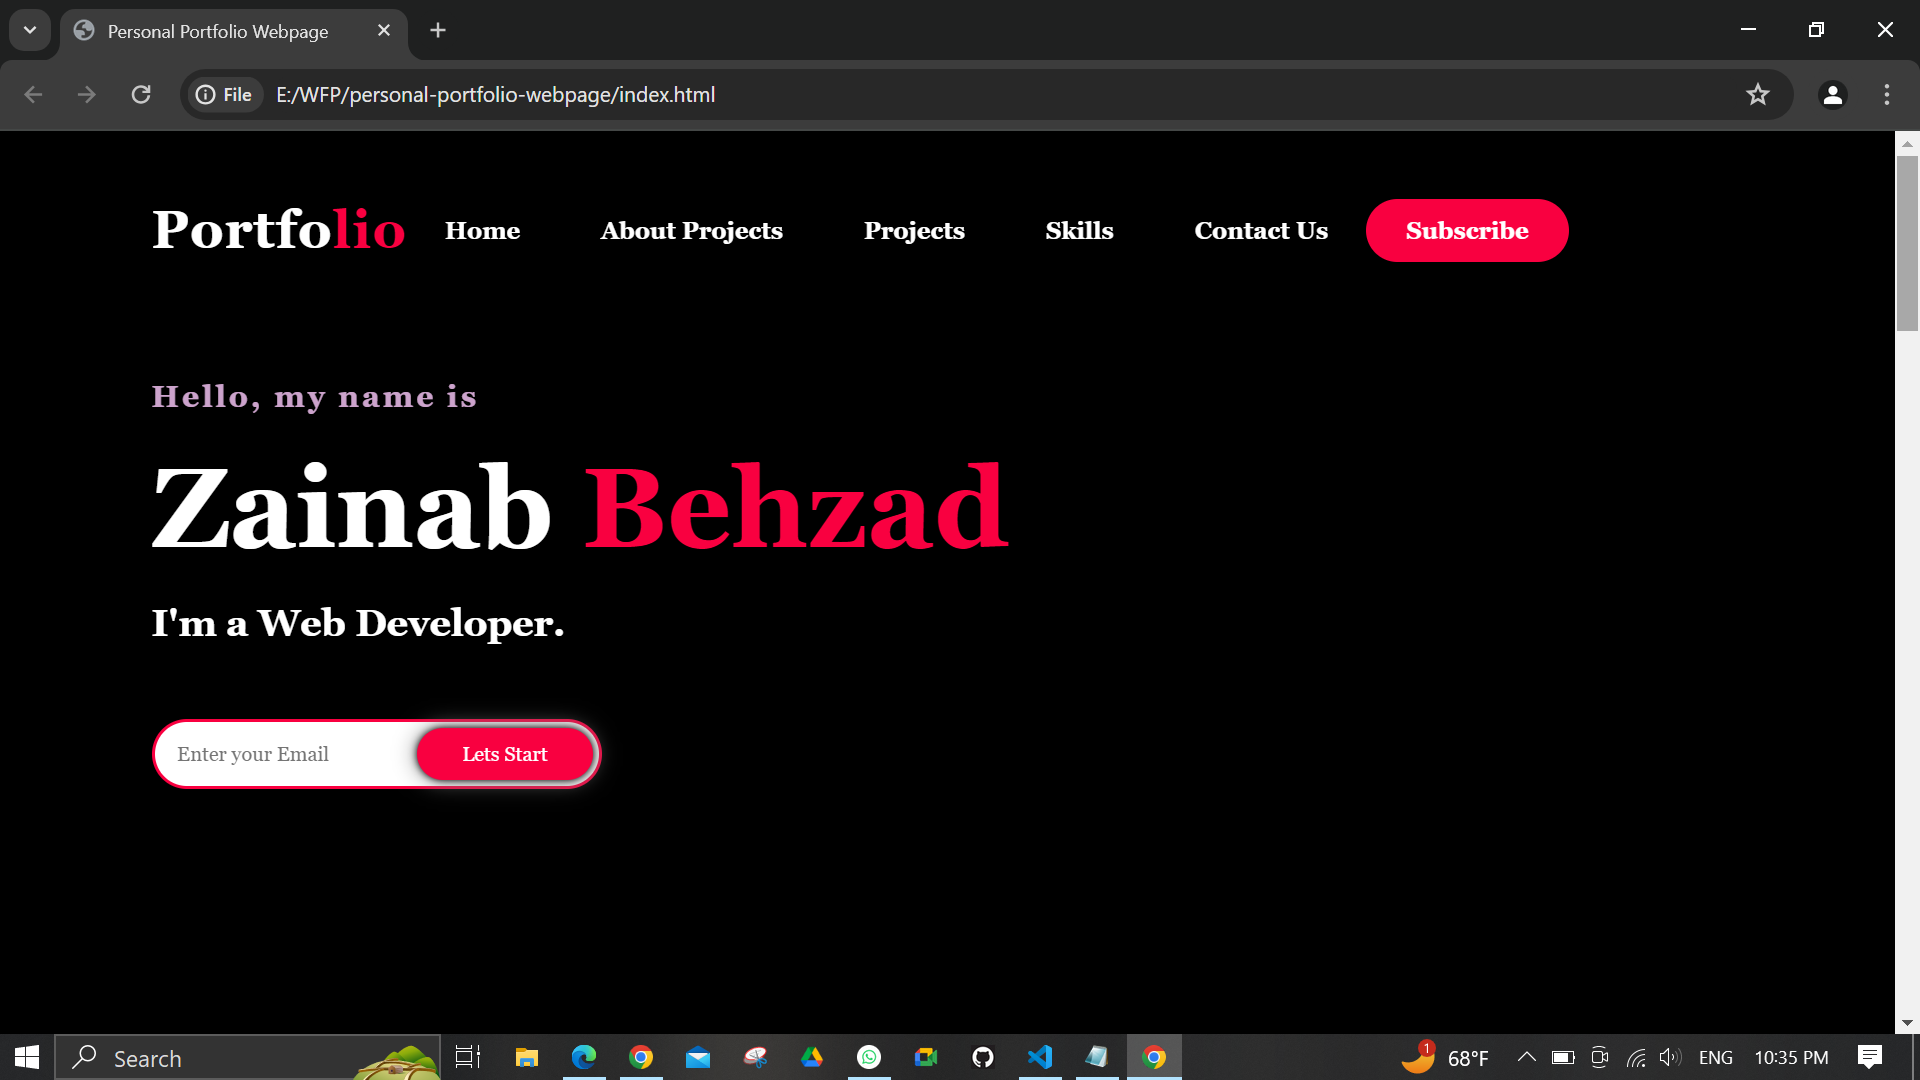 Personal Portfolio Webpage
File E:/WFP/personal-portfolio-webpage/index.html
Portfolio Home About Projects Projects Skills Contact Us Subscribe
Hello, my name is
Zainab Behzad
I'm a Web Developer.
Enter your Email Lets Start
Search 1 68°F ENG 10:35 PM